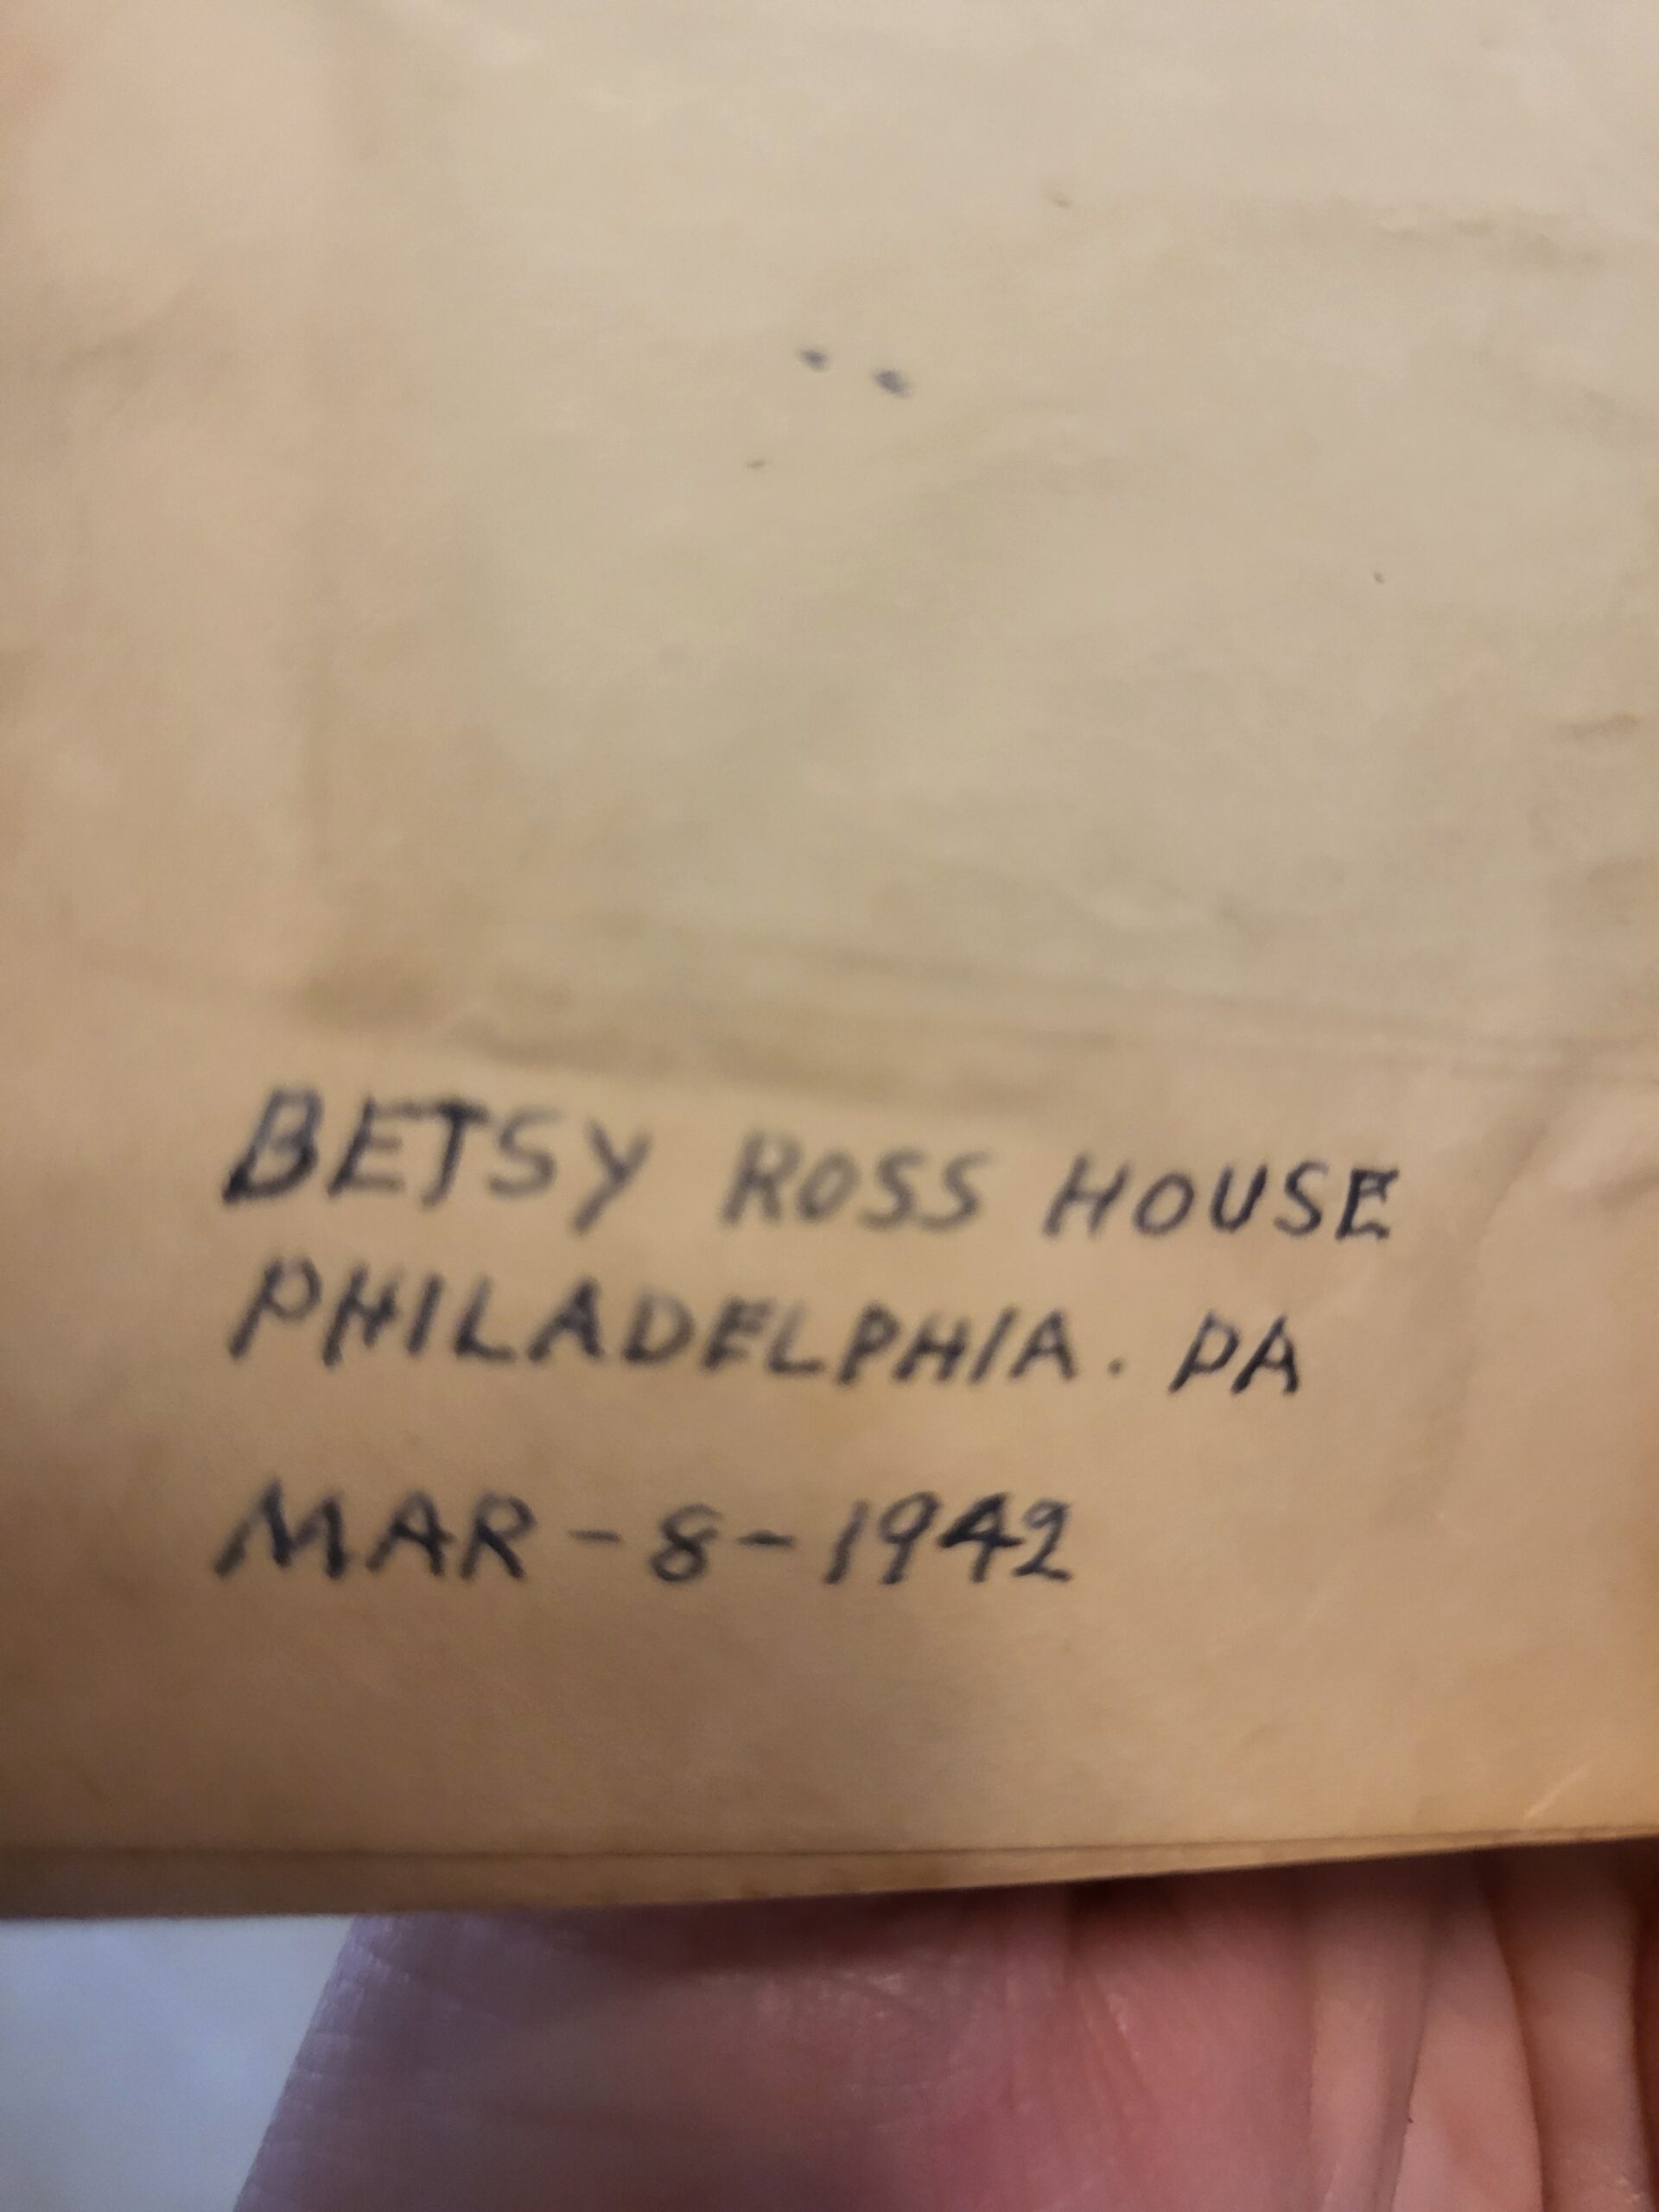 BETSY ROSS HOUSE
PHILADELPHIA. PA
MAR-8-1942